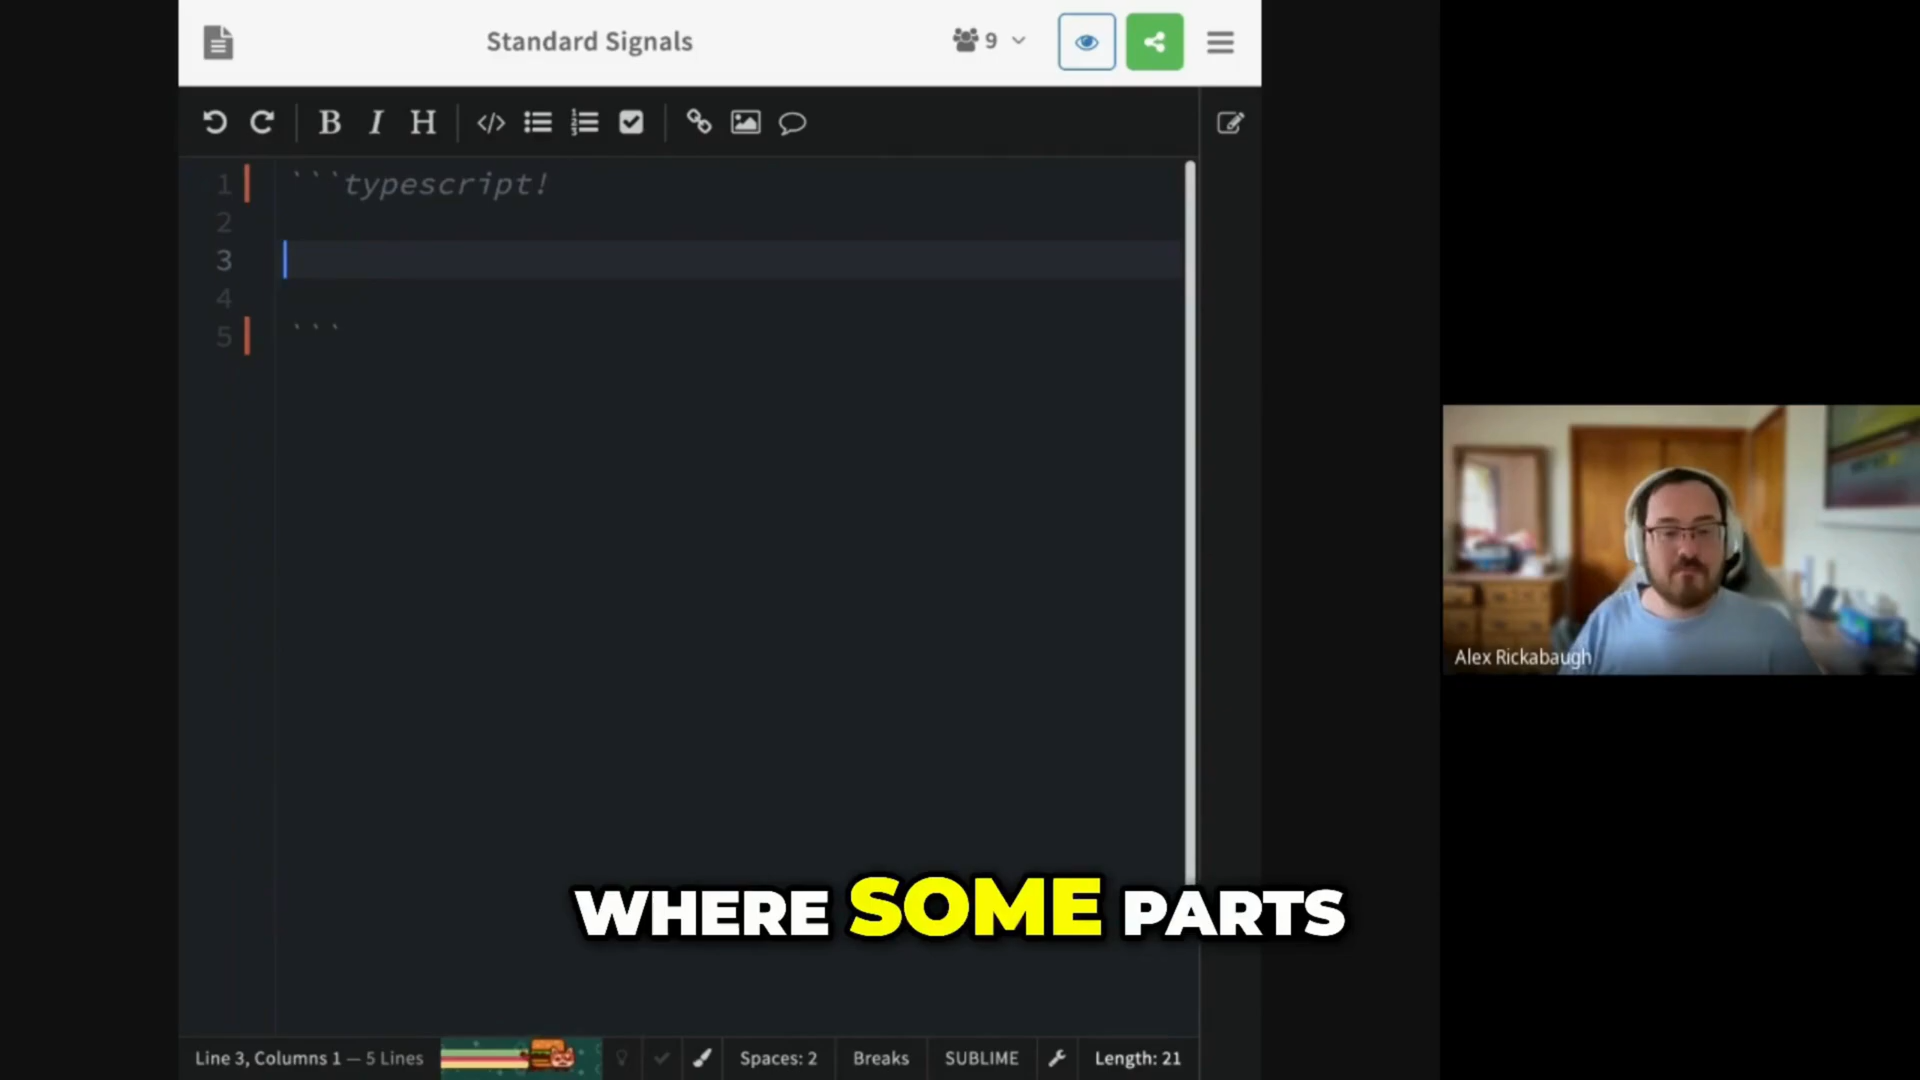 Standard Signals
9
B I H
1 ```typescript!
2
3
4
5 ```
Alex Rickabaugh
WHERE SOME PARTS
Line 3, Columns 1 — 5 Lines
Spaces: 2
Breaks
SUBLIME
Length: 21